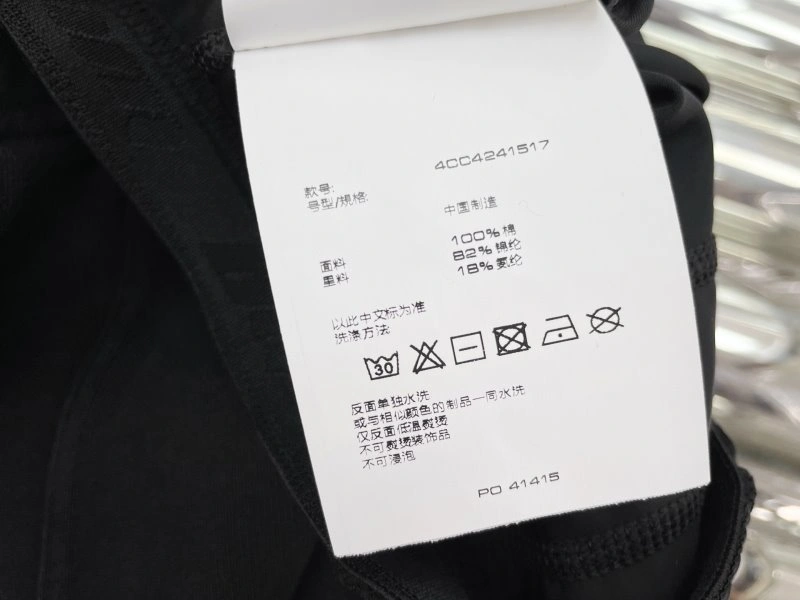 款号: 4CC4241517
号型/规格:
中国制造
面料 100%棉
82%锦纶
里料 18%氨纶
以此中文标为准
洗涤方法:
30
反面单独水洗
或与相似颜色的制品一同水洗
仅反面低温熨烫
不可熨烫装饰品
不可浸泡
PO 41415